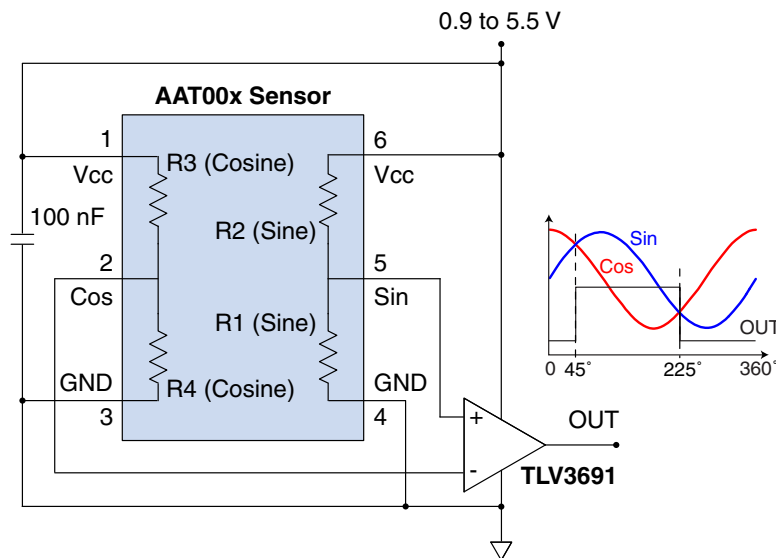 0.9 to 5.5 V
AAT00x Sensor
1
6
R3 (Cosine)
Vcc
Vcc
100 nF
R2 (Sine)
2
5
Cos
Sin
R1 (Sine)
GND
GND
R4 (Cosine)
3
4
+
-
OUT
TLV3691
Sin
Cos
OUT
0 45° 225° 360°